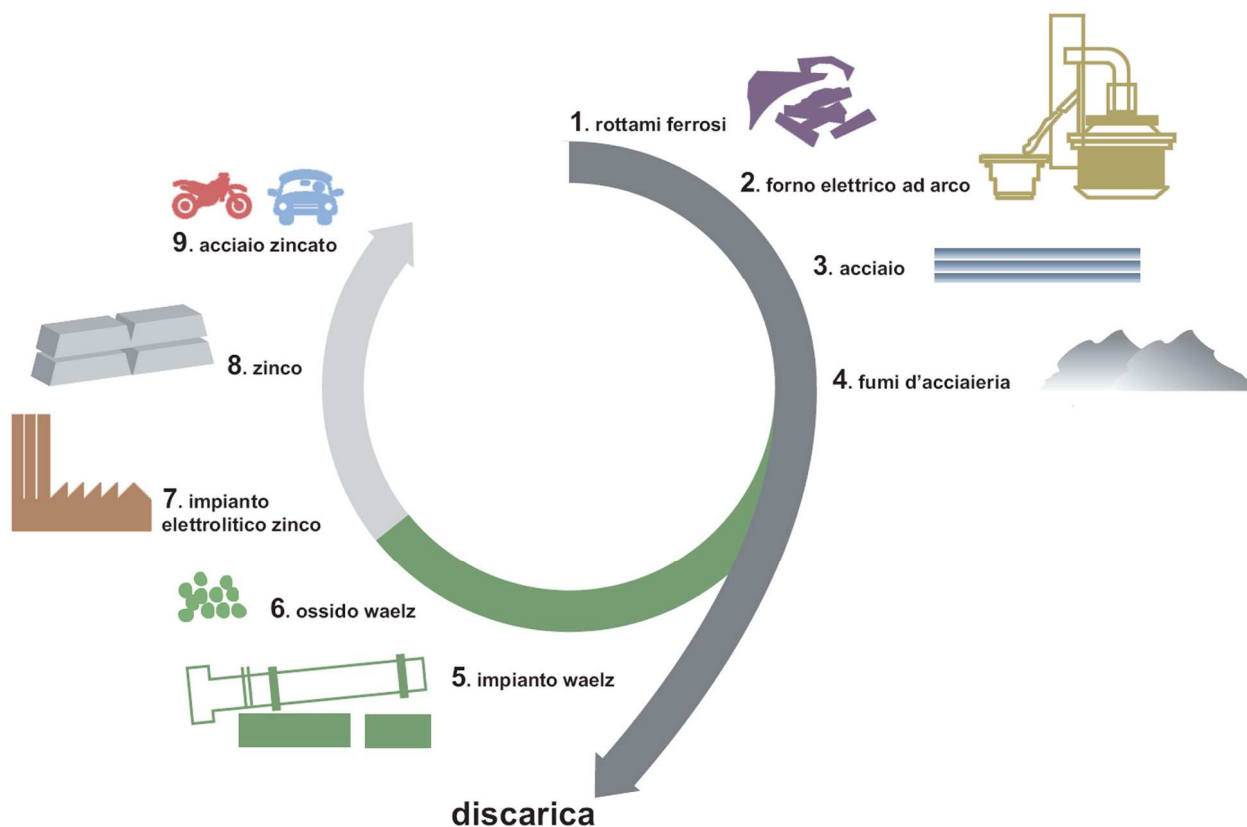 1. rottami ferrosi
2. forno elettrico ad arco
3. acciaio
4. fumi d'acciaieria
5. impianto waelz
6. ossido waelz
7. impianto
elettrolitico zinco
8. zinco
9. acciaio zincato
discarica